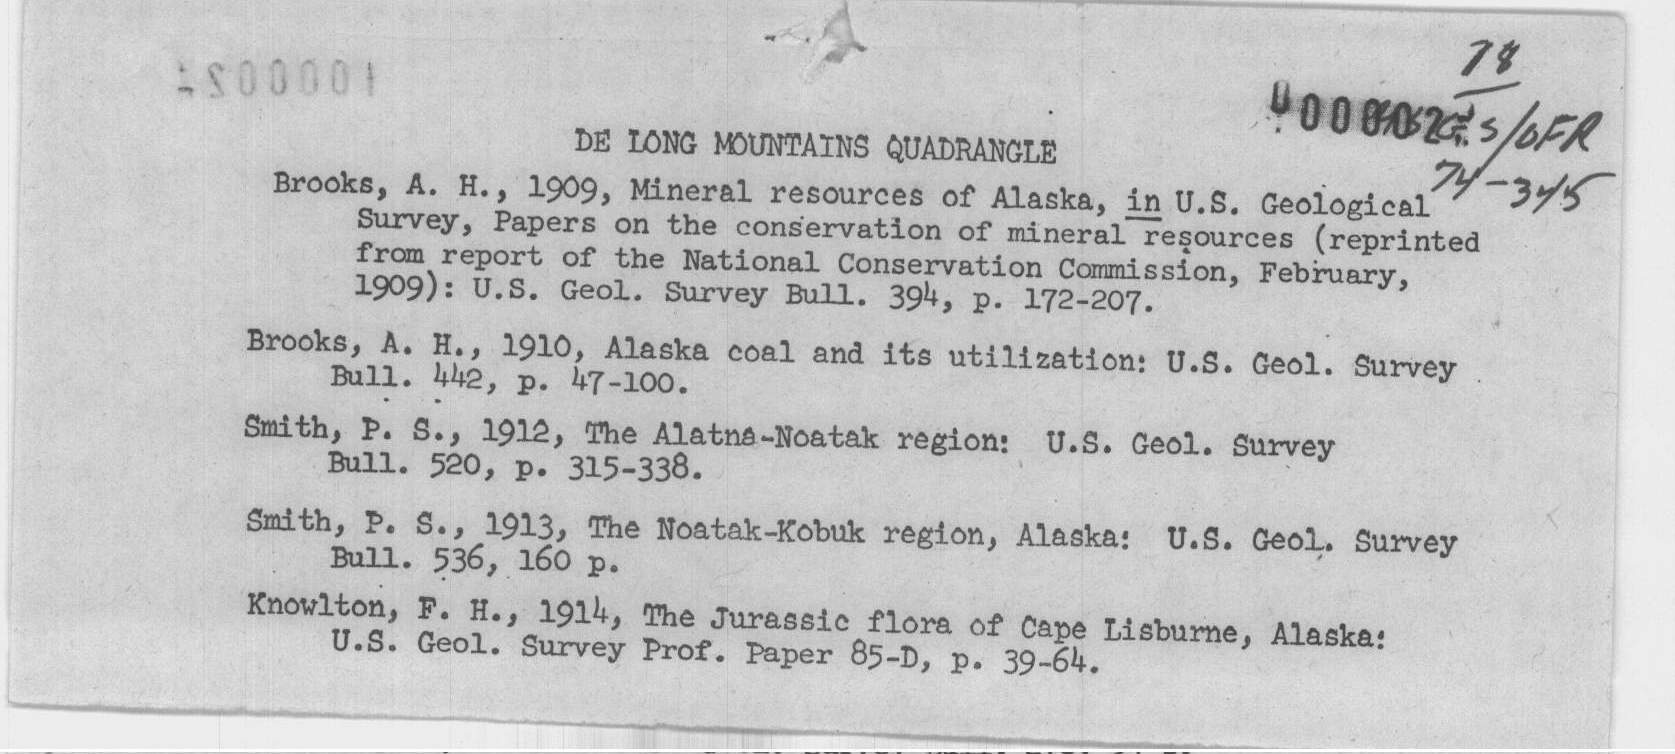 78
USGS/OFR
74-345
DE LONG MOUNTAINS QUADRANGLE
Brooks, A. H., 1909, Mineral resources of Alaska, in U.S. Geological
Survey, Papers on the conservation of mineral resources (reprinted
from report of the National Conservation Commission, February,
1909): U.S. Geol. Survey Bull. 394, p. 172-207.
Brooks, A. H., 1910, Alaska coal and its utilization: U.S. Geol. Survey
Bull. 442, p. 47-100.
Smith, P. S., 1912, The Alatna-Noatak region: U.S. Geol. Survey
Bull. 520, p. 315-338.
Smith, P. S., 1913, The Noatak-Kobuk region, Alaska: U.S. Geol. Survey
Bull. 536, 160 p.
Knowlton, F. H., 1914, The Jurassic flora of Cape Lisburne, Alaska:
U.S. Geol. Survey Prof. Paper 85-D, p. 39-64.